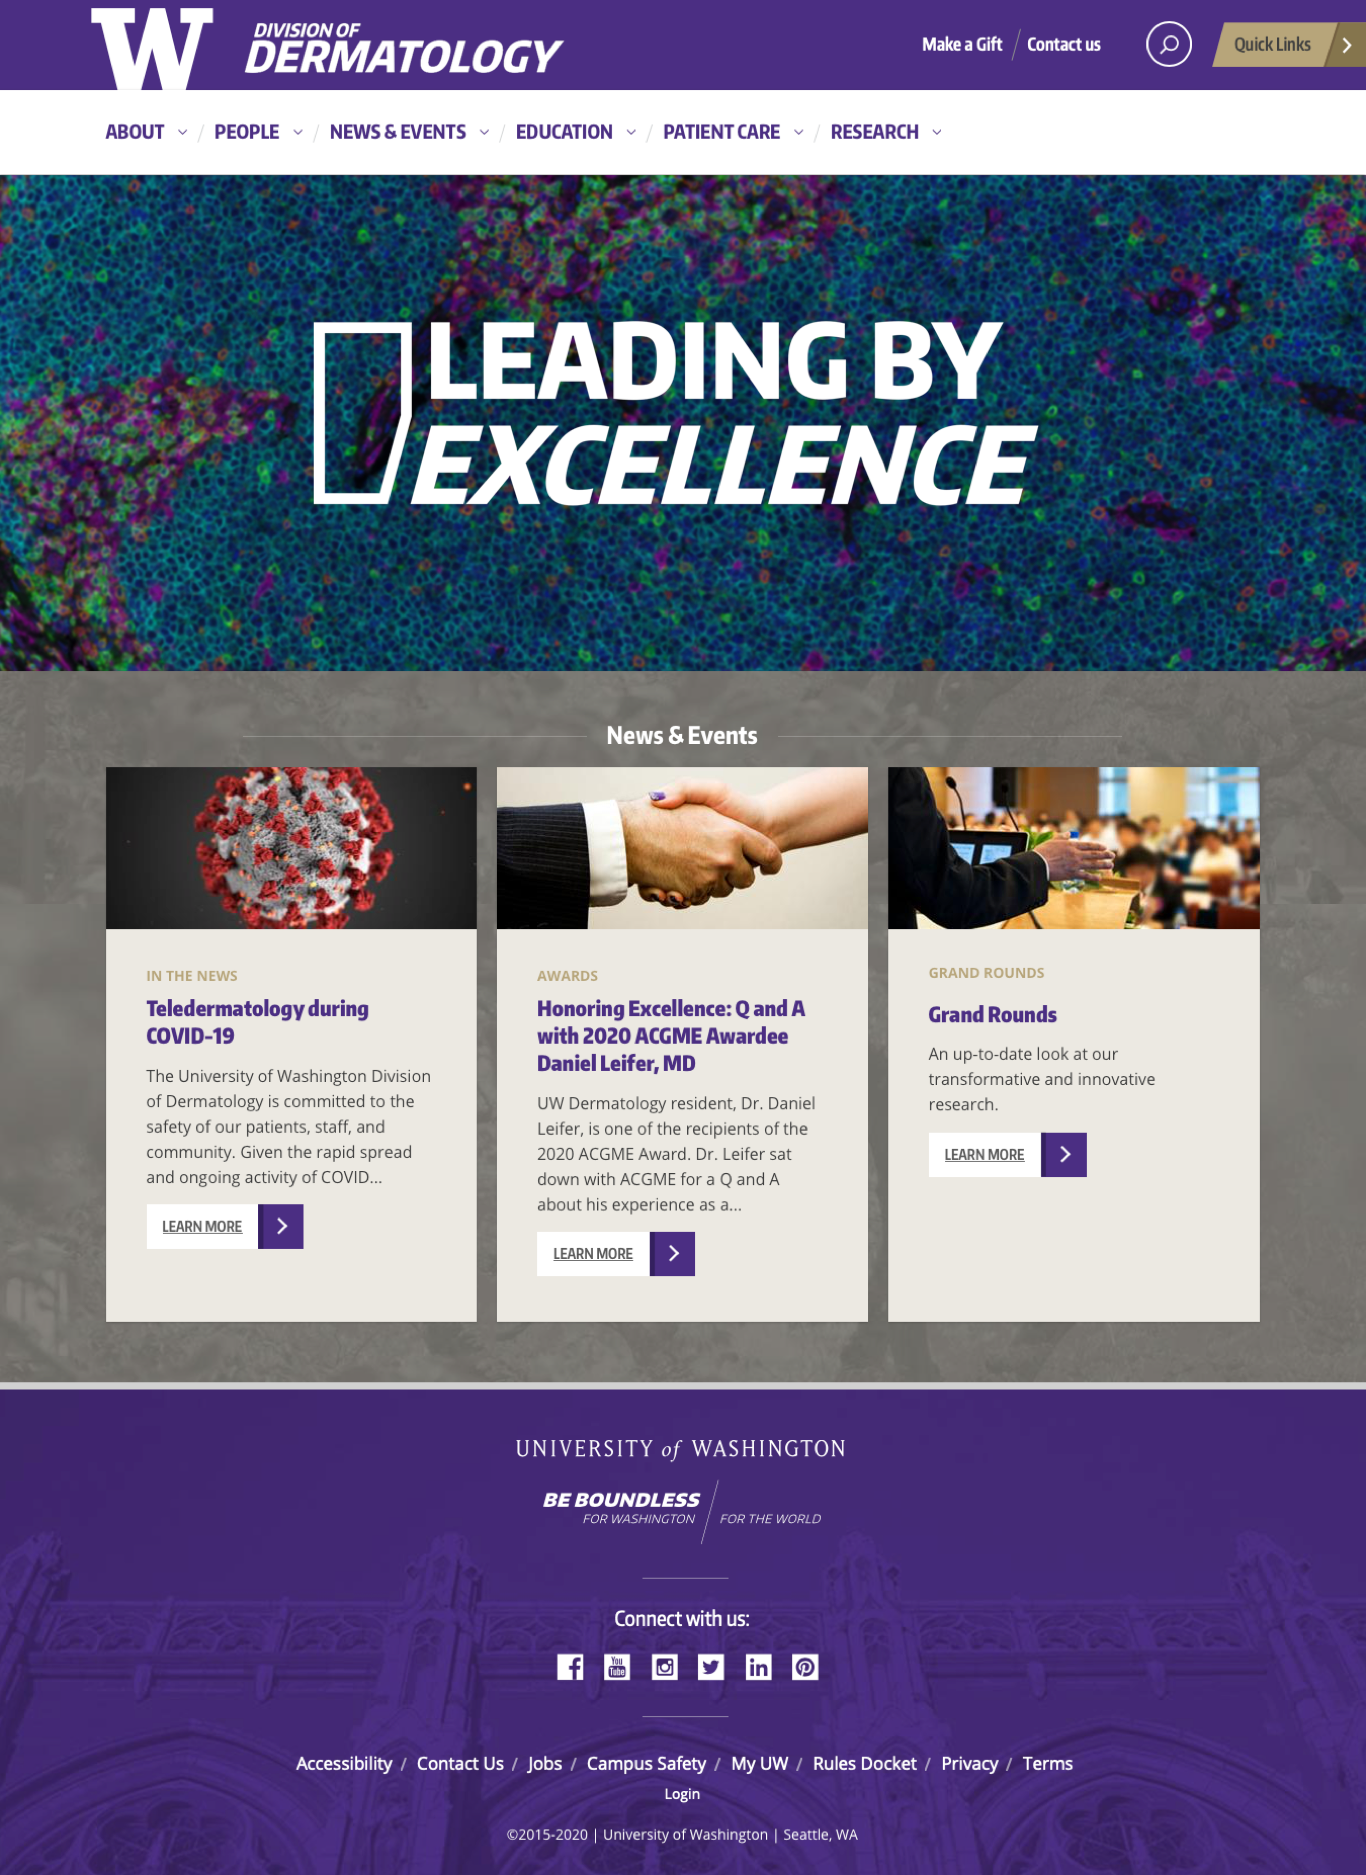 W DIVISION OF
DERMATOLOGY
Make a Gift
Contact us
Quick Links
ABOUT
PEOPLE
NEWS & EVENTS
EDUCATION
PATIENT CARE
RESEARCH
LEADING BY
EXCELLENCE
News & Events
IN THE NEWS
Teledermatology during
COVID-19
The University of Washington Division
of Dermatology is committed to the
safety of our patients, staff, and
community. Given the rapid spread
and ongoing activity of COVID...
LEARN MORE
AWARDS
Honoring Excellence: Q and A
with 2020 ACGME Awardee
Daniel Leifer, MD
UW Dermatology resident, Dr. Daniel
Leifer, is one of the recipients of the
2020 ACGME Award. Dr. Leifer sat
down with ACGME for a Q and A
about his experience as a...
LEARN MORE
GRAND ROUNDS
Grand Rounds
An up-to-date look at our
transformative and innovative
research.
LEARN MORE
UNIVERSITY of WASHINGTON
BE BOUNDLESS
FOR WASHINGTON FOR THE WORLD
Connect with us:
You
Tube
Accessibility / Contact Us / Jobs / Campus Safety / My UW / Rules Docket / Privacy / Terms
Login
©2015-2020 | University of Washington | Seattle, WA